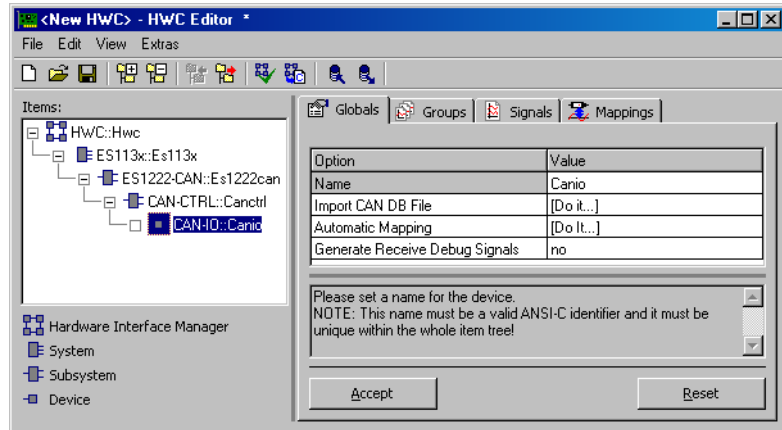 <New HWC> - HWC Editor *
File Edit View Extras
Items:
HWC::Hwc
ES113x::Es113x
ES1222-CAN::Es1222can
CAN-CTRL::Canctrl
CAN-IO::Canio
Hardware Interface Manager
System
Subsystem
Device
Globals Groups Signals Mappings
Option Value
Name Canio
Import CAN DB File [Do it...]
Automatic Mapping [Do It...]
Generate Receive Debug Signals no
Please set a name for the device.
NOTE: This name must be a valid ANSI-C identifier and it must be
unique within the whole item tree!
Accept Reset